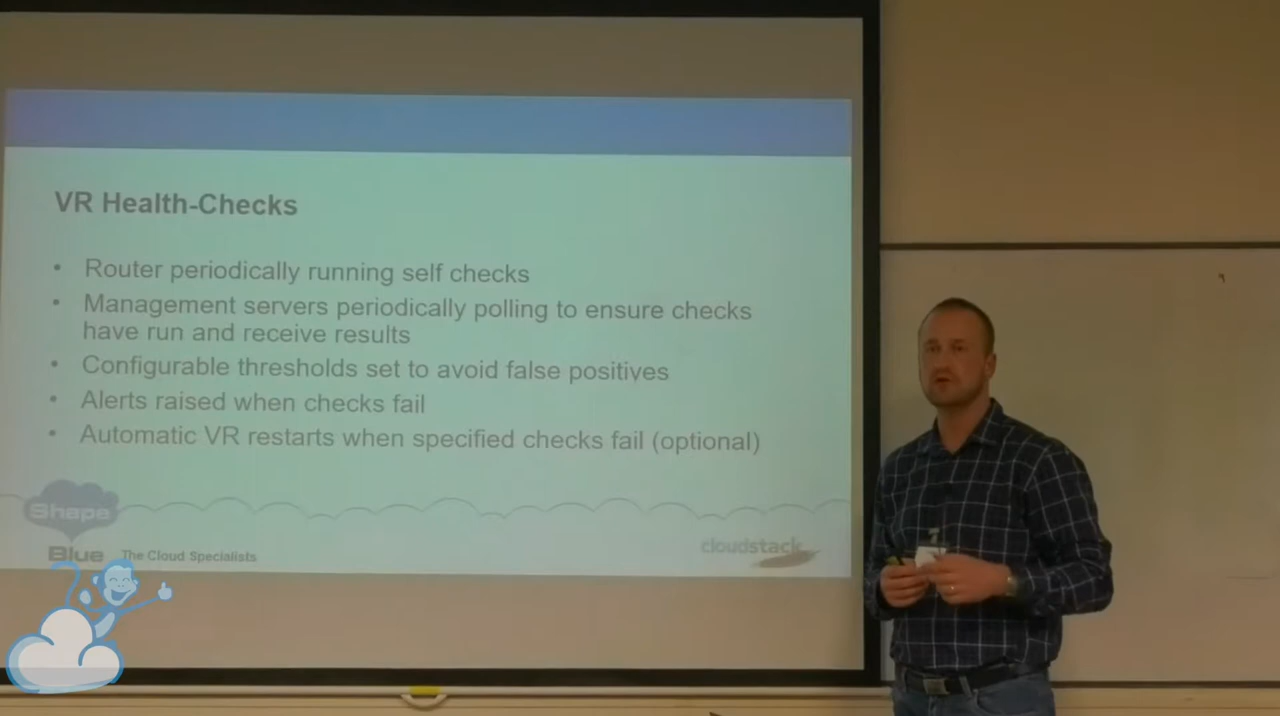 VR Health-Checks
• Router periodically running self checks
• Management servers periodically polling to ensure checks
have run and receive results
• Configurable thresholds set to avoid false positives
• Alerts raised when checks fail
• Automatic VR restarts when specified checks fail (optional)
Shape
Blue The Cloud Specialists
cloudstack